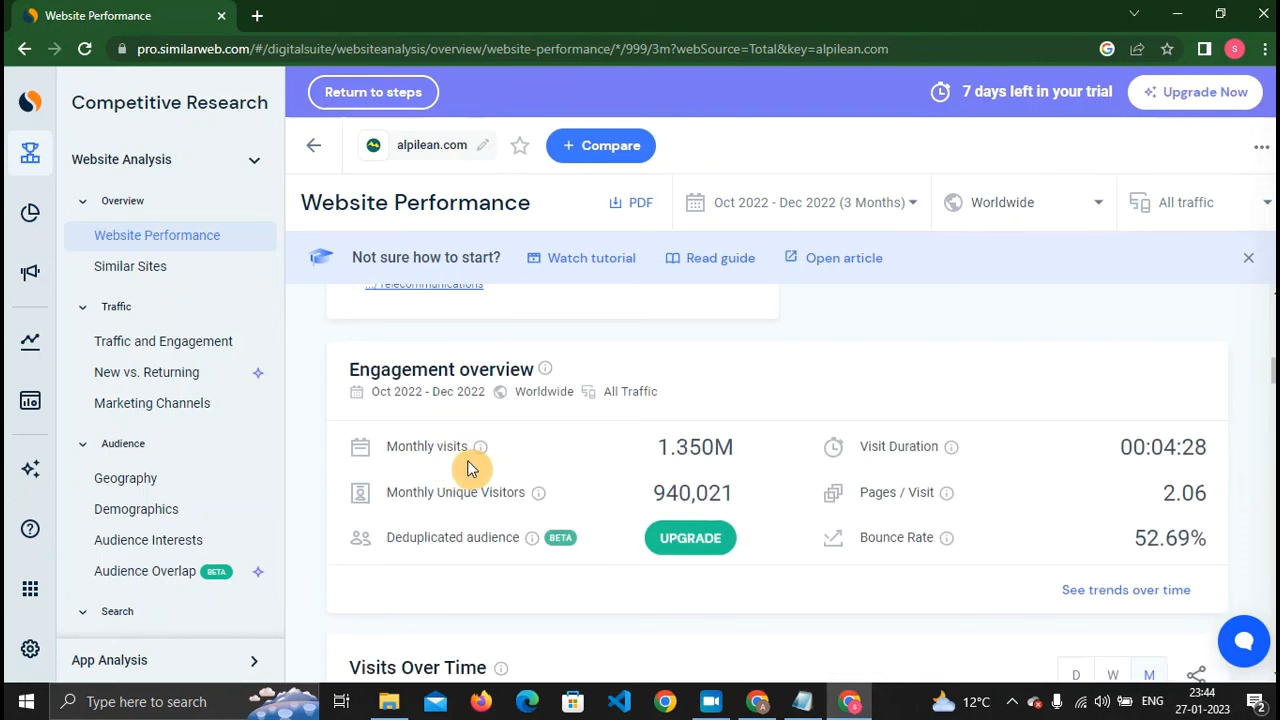 Website Performance
pro.similarweb.com/#/digitalsuite/websiteanalysis/overview/website-performance/*/999/3m?webSource=Total&key=alpilean.com
S
Competitive Research
Return to steps
7 days left in your trial
Upgrade Now
Website Analysis
alpilean.com
+ Compare
Overview
Website Performance
PDF
Oct 2022 - Dec 2022 (3 Months)
Worldwide
All traffic
Website Performance
Similar Sites
Not sure how to start?
Watch tutorial
Read guide
Open article
.../Telecommunications
Traffic
Traffic and Engagement
New vs. Returning
Marketing Channels
Engagement overview
Oct 2022 - Dec 2022
Worldwide
All Traffic
Audience
Geography
Demographics
Audience Interests
Audience Overlap BETA
Monthly visits
1.350M
Visit Duration
00:04:28
Monthly Unique Visitors
940,021
Pages / Visit
2.06
Deduplicated audience
BETA
UPGRADE
Bounce Rate
52.69%
See trends over time
Search
App Analysis
Visits Over Time
D
W
M
Type here to search
A
S
12°C
ENG
23:44
27-01-2023
2